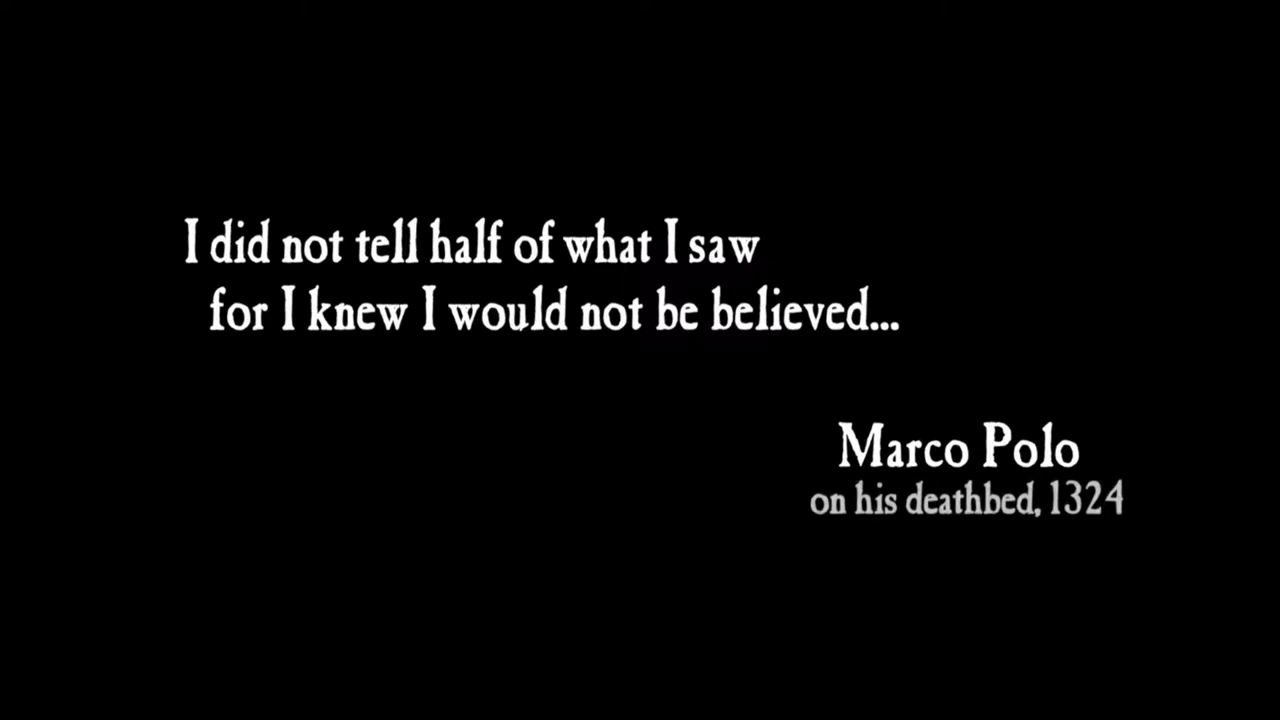 I did not tell half of what I saw
for I knew I would not be believed...
Marco Polo
on his deathbed, 1324